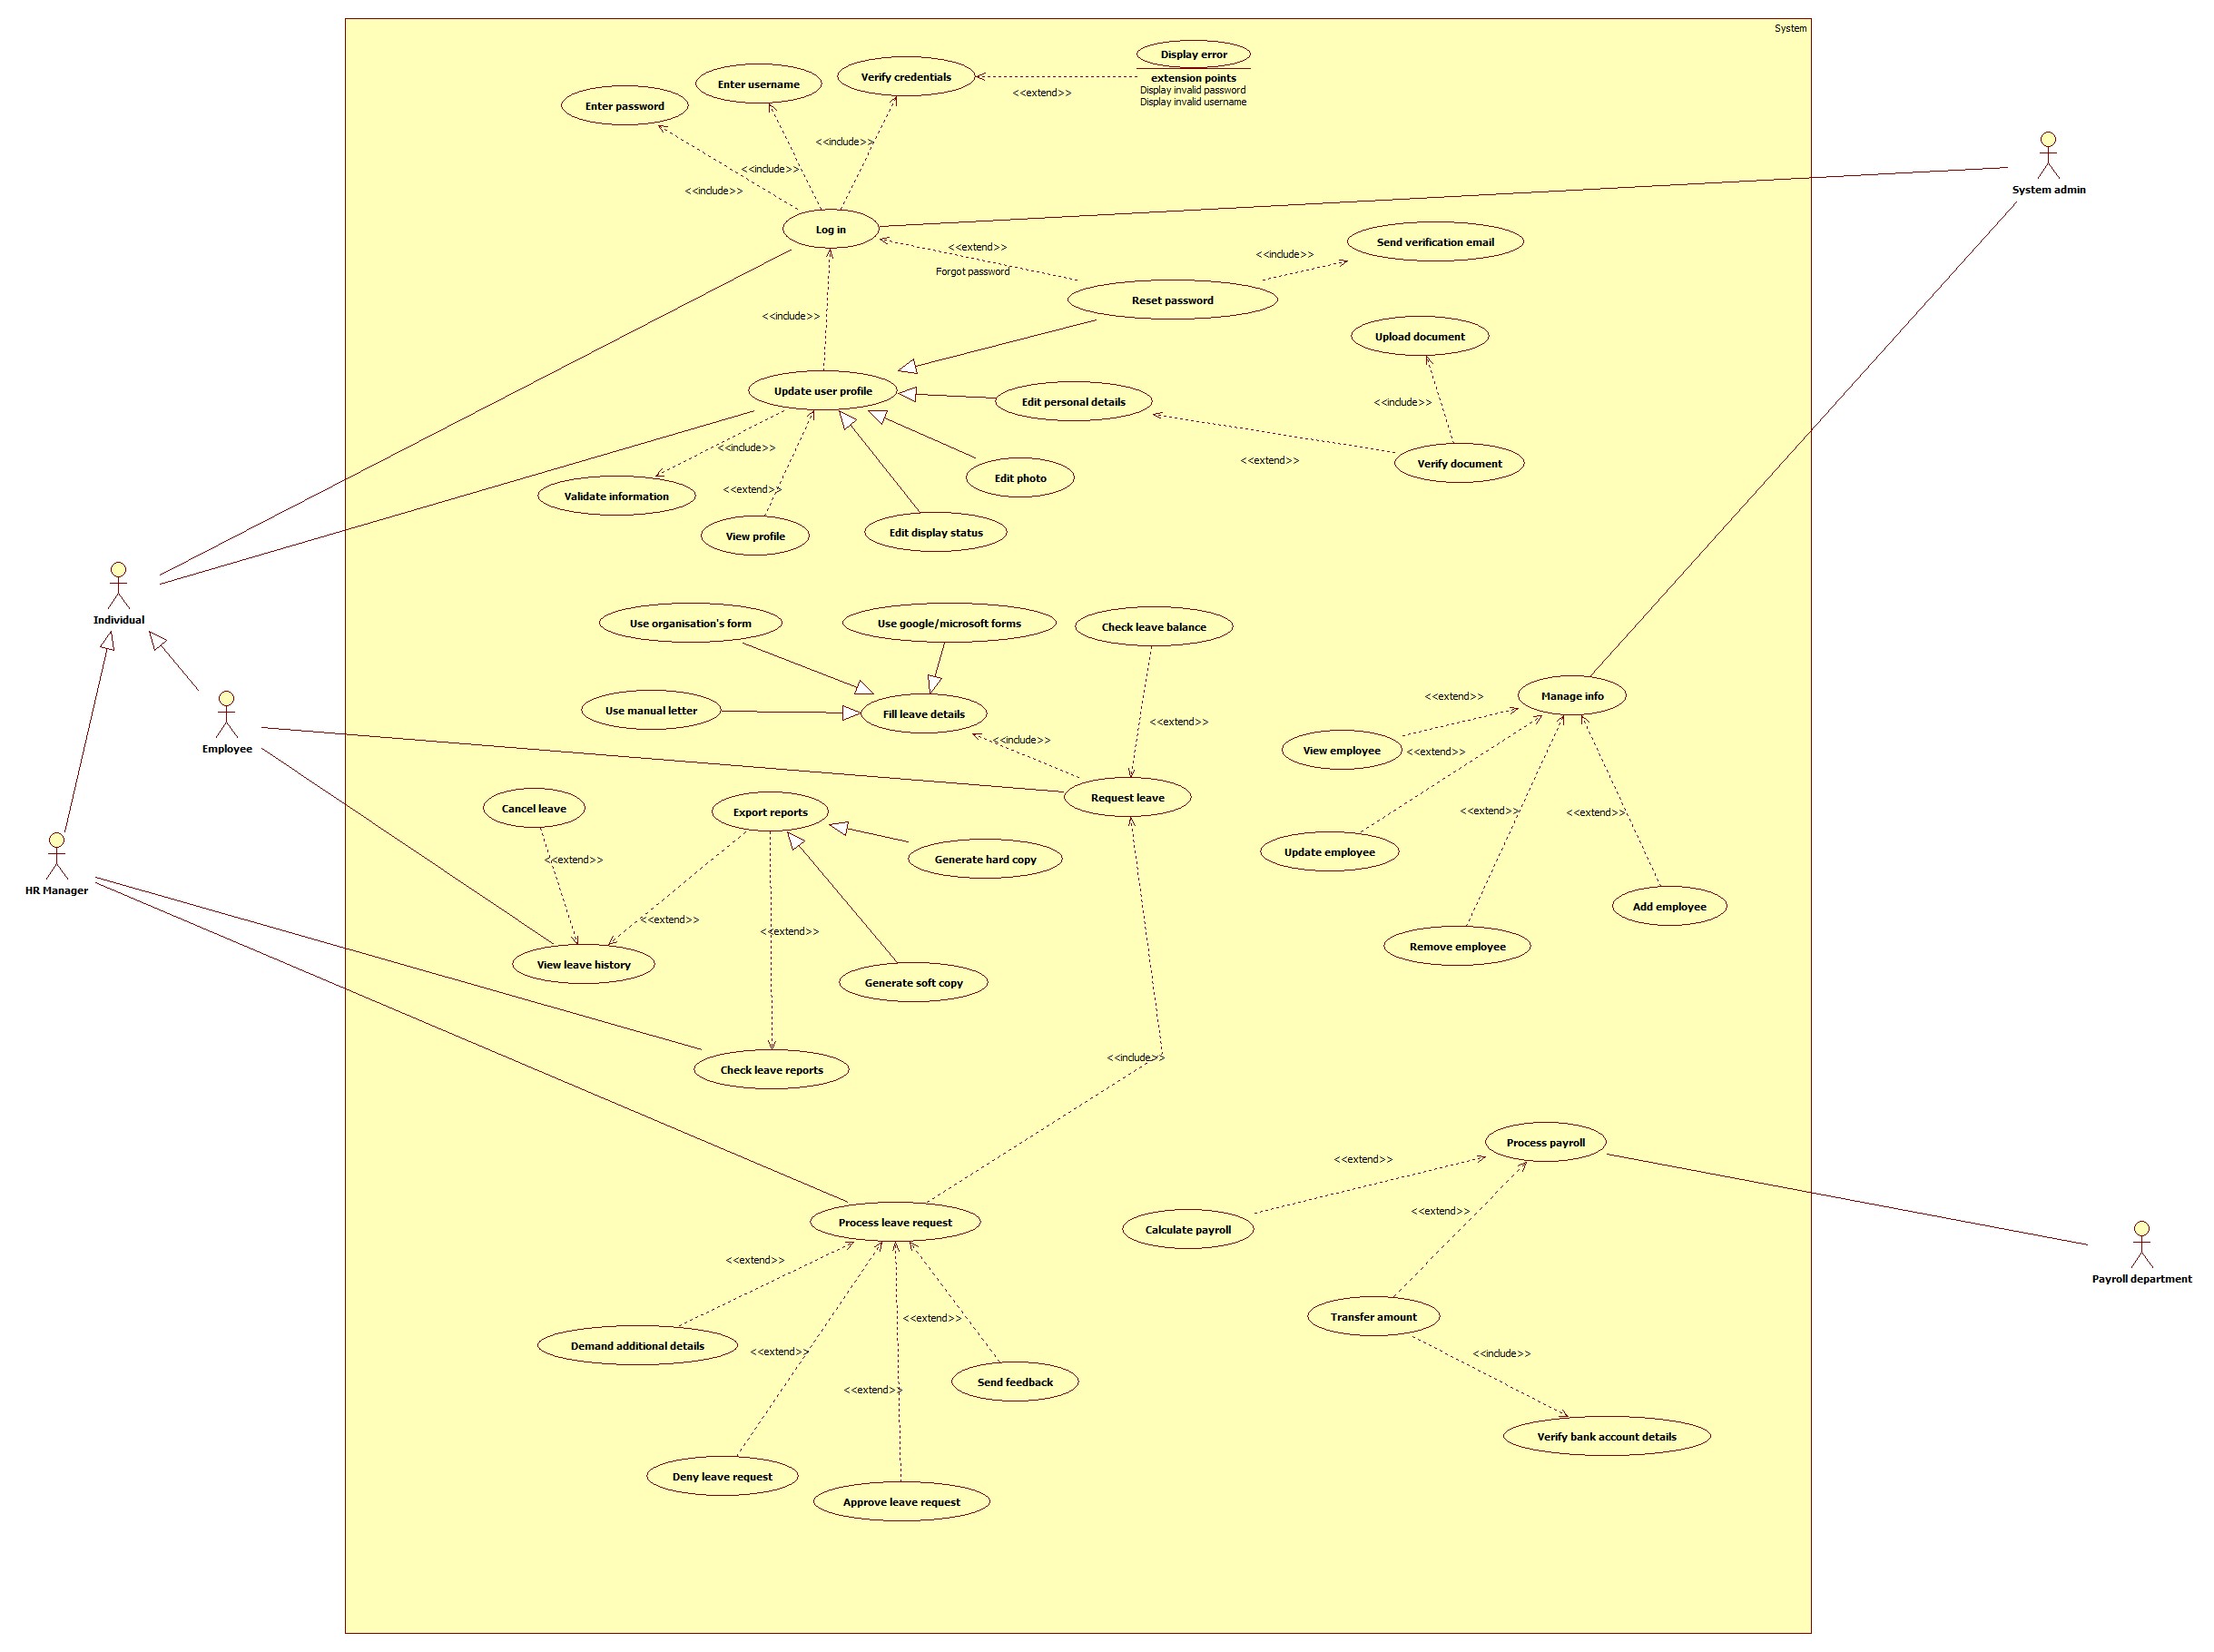 System
Display error
extension points
Display invalid password
Display invalid username
Verify credentials
Enter username
Enter password
<<extend>>
<<include>>
<<include>>
<<include>>
System admin
Log in
<<extend>>
Forgot password
Send verification email
<<include>>
Reset password
<<include>>
Upload document
Update user profile
Edit personal details
<<include>>
<<include>>
<<extend>>
Verify document
Edit photo
<<extend>>
Validate information
View profile
Edit display status
Individual
Use organisation's form
Use google/microsoft forms
Check leave balance
Use manual letter
Fill leave details
<<extend>>
<<include>>
Manage info
<<extend>>
View employee
<<extend>>
Employee
Request leave
Cancel leave
Export reports
<<extend>>
<<extend>>
Update employee
<<extend>>
Generate hard copy
HR Manager
Add employee
<<extend>>
<<extend>>
Remove employee
View leave history
Generate soft copy
<<include>>
Check leave reports
Process payroll
<<extend>>
<<extend>>
Process leave request
Calculate payroll
<<extend>>
Payroll department
<<extend>>
Transfer amount
Demand additional details
<<extend>>
<<include>>
Send feedback
<<extend>>
Verify bank account details
Deny leave request
Approve leave request